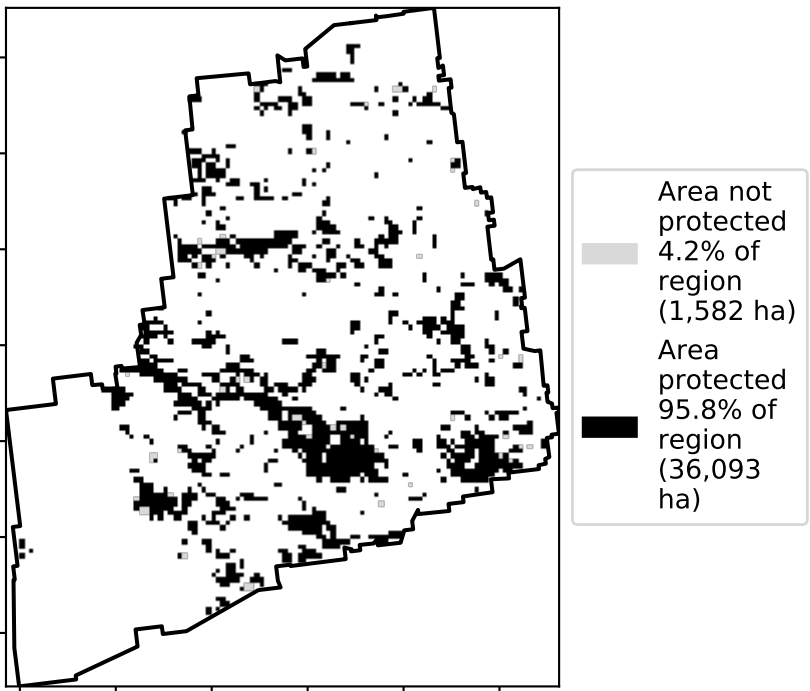 Area not
protected
4.2% of
region
(1,582 ha)
Area
protected
95.8% of
region
(36,093
ha)